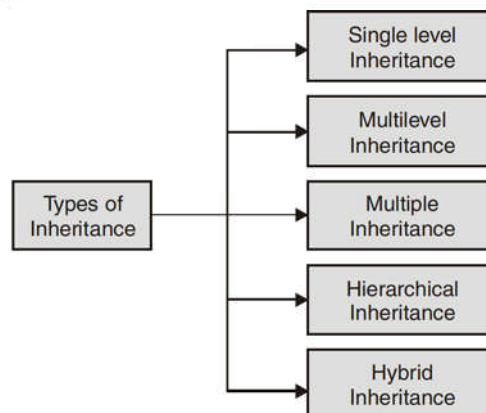 Single level
Inheritance
Multilevel
Inheritance
Types of
Inheritance
Multiple
Inheritance
Hierarchical
Inheritance
Hybrid
Inheritance